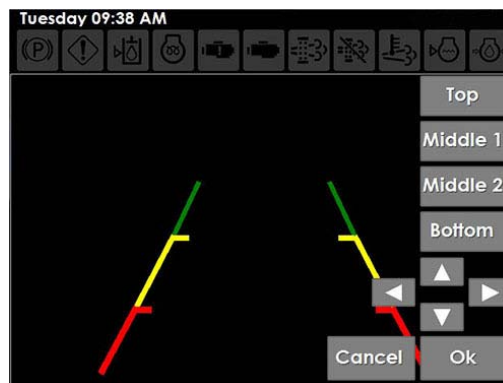 Tuesday 09:38 AM
(P)
Top
Middle 1
Middle 2
Bottom
Cancel
Ok